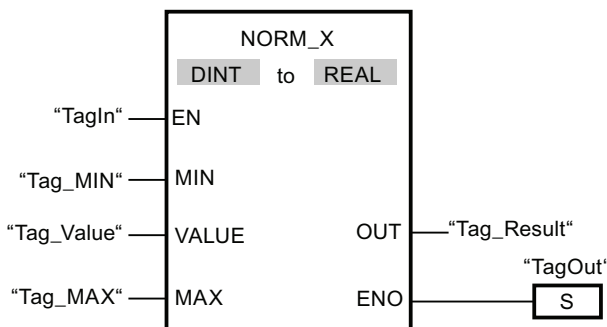 NORM_X
DINT to REAL
“TagIn“
EN
“Tag_MIN“
MIN
“Tag_Value“
VALUE
OUT
“Tag_Result“
“TagOut“
“Tag_MAX“
MAX
ENO
S